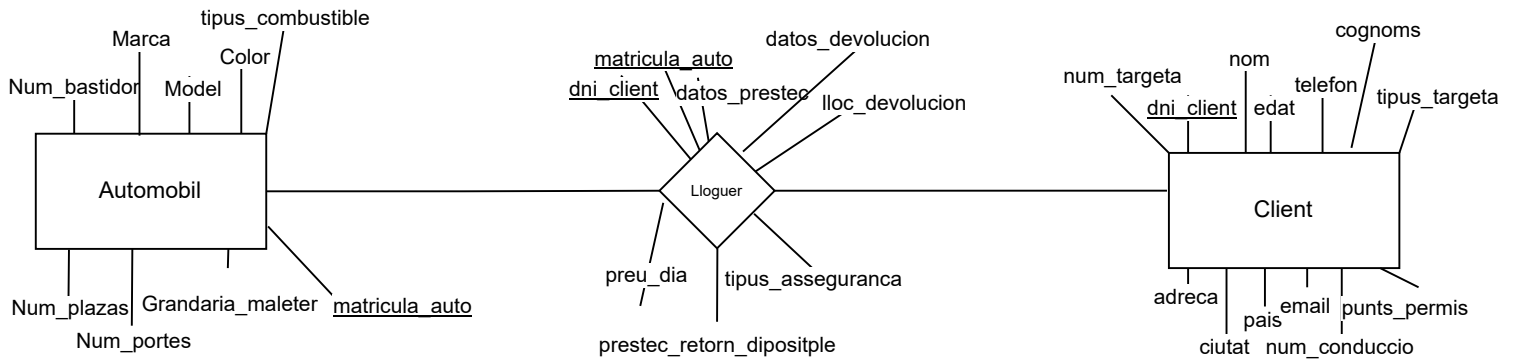 tipus_combustible
Marca
Color
Num_bastidor
Model
Automobil
Num_plazas
Grandaria_maleter
matricula_auto
Num_portes
datos_devolucion
matricula_auto
dni_client
datos_prestec
lloc_devolucion
Lloguer
preu_dia
tipus_asseguranca
prestec_retorn_dipositple
cognoms
nom
num_targeta
telefon
tipus_targeta
dni_client
edat
Client
adreca
email
punts_permis
pais
ciutat
num_conduccio